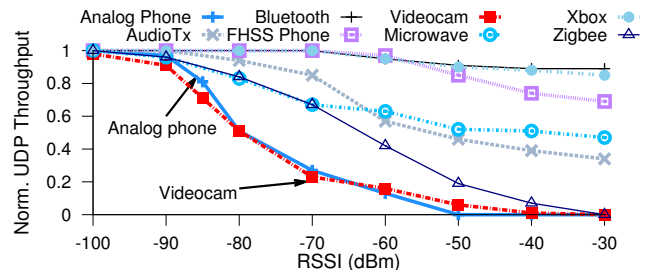 Analog Phone Bluetooth Videocam Xbox
AudioTx FHSS Phone Microwave Zigbee
Norm. UDP Throughput
1
0.8
0.6
0.4
0.2
0
Analog phone
Videocam
-100 -90 -80 -70 -60 -50 -40 -30
RSSI (dBm)